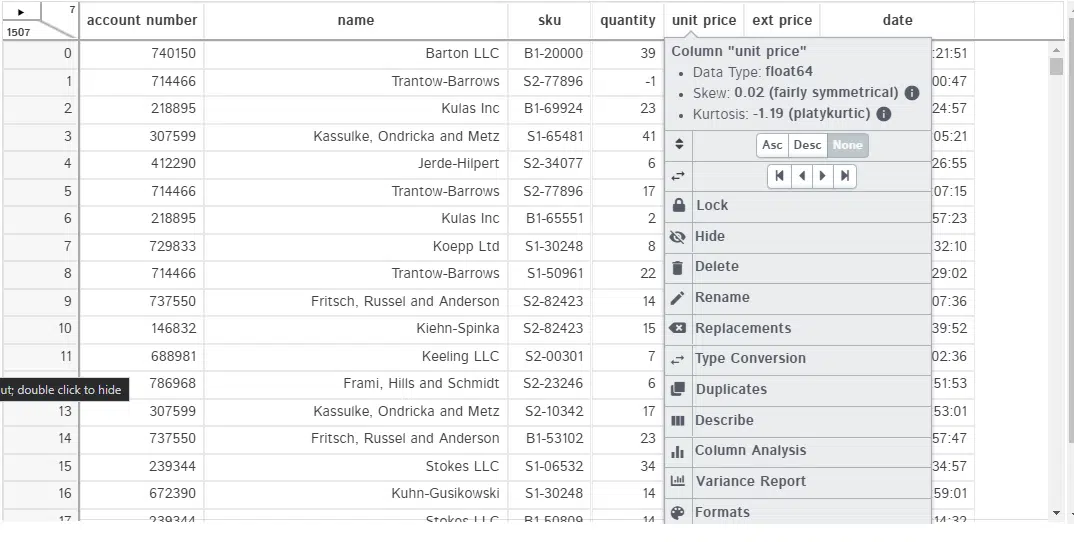 7
1507
account number name sku quantity unit price ext price date
0 740150 Barton LLC B1-20000 39 :21:51
1 714466 Trantow-Barrows S2-77896 -1 00:47
2 218895 Kulas Inc B1-69924 23 24:57
3 307599 Kassulke, Ondricka and Metz S1-65481 41 05:21
4 412290 Jerde-Hilpert S2-34077 6 26:55
5 714466 Trantow-Barrows S2-77896 17 07:15
6 218895 Kulas Inc B1-65551 2 57:23
7 729833 Koepp Ltd S1-30248 8 32:10
8 714466 Trantow-Barrows S1-50961 22 29:02
9 737550 Fritsch, Russel and Anderson S2-82423 14 07:36
10 146832 Kiehn-Spinka S2-82423 15 39:52
11 688981 Keeling LLC S2-00301 7 02:36
ut; double click to hide
786968 Frami, Hills and Schmidt S2-23246 6 51:53
13 307599 Kassulke, Ondricka and Metz S2-10342 17 53:01
14 737550 Fritsch, Russel and Anderson B1-53102 23 57:47
15 239344 Stokes LLC S1-06532 34 34:57
16 672390 Kuhn-Gusikowski S1-30248 14 59:01
17 239344 Stokes LLC B1-50809 14 14:32
Column "unit price"
• Data Type: float64
• Skew: 0.02 (fairly symmetrical)
• Kurtosis: -1.19 (platykurtic)
Asc Desc None
Lock
Hide
Delete
Rename
Replacements
Type Conversion
Duplicates
Describe
Column Analysis
Variance Report
Formats